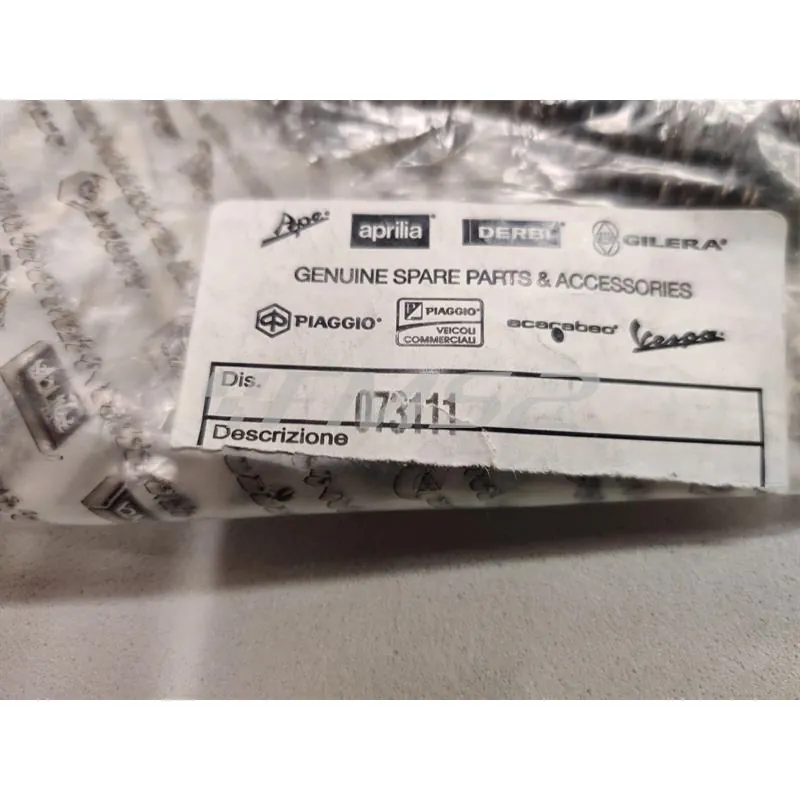 Ape® aprilia® DERBI® GILERA®
GENUINE SPARE PARTS & ACCESSORIES
PIAGGIO® PIAGGIO® scarabeo® Vespa®
VEICOLI
COMMERCIALI
Dis.
073111
Descrizione